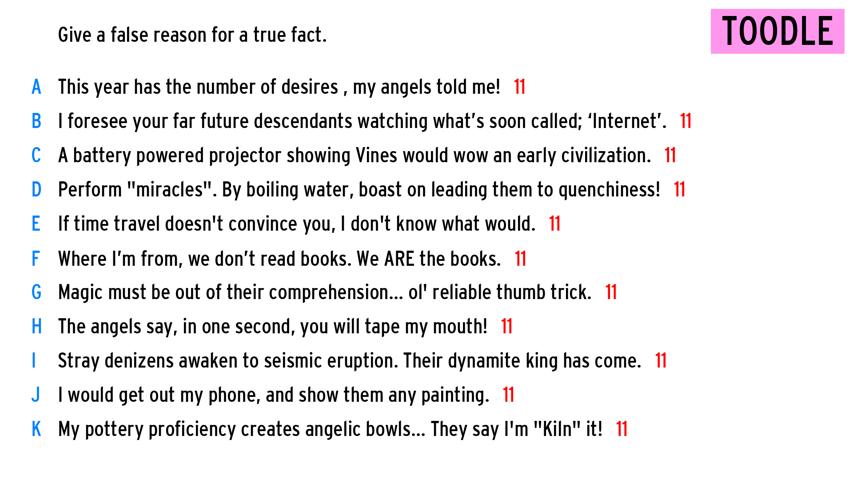 Give a false reason for a true fact.
TOODLE
A This year has the number of desires , my angels told me! 11
B I foresee your far future descendants watching what's soon called; ‘Internet’. 11
C A battery powered projector showing Vines would wow an early civilization. 11
D Perform "miracles". By boiling water, boast on leading them to quenchiness! 11
E If time travel doesn't convince you, I don't know what would. 11
F Where I'm from, we don't read books. We ARE the books. 11
G Magic must be out of their comprehension... ol' reliable thumb trick. 11
H The angels say, in one second, you will tape my mouth! 11
I Stray denizens awaken to seismic eruption. Their dynamite king has come. 11
J I would get out my phone, and show them any painting. 11
K My pottery proficiency creates angelic bowls... They say I'm "Kiln" it! 11